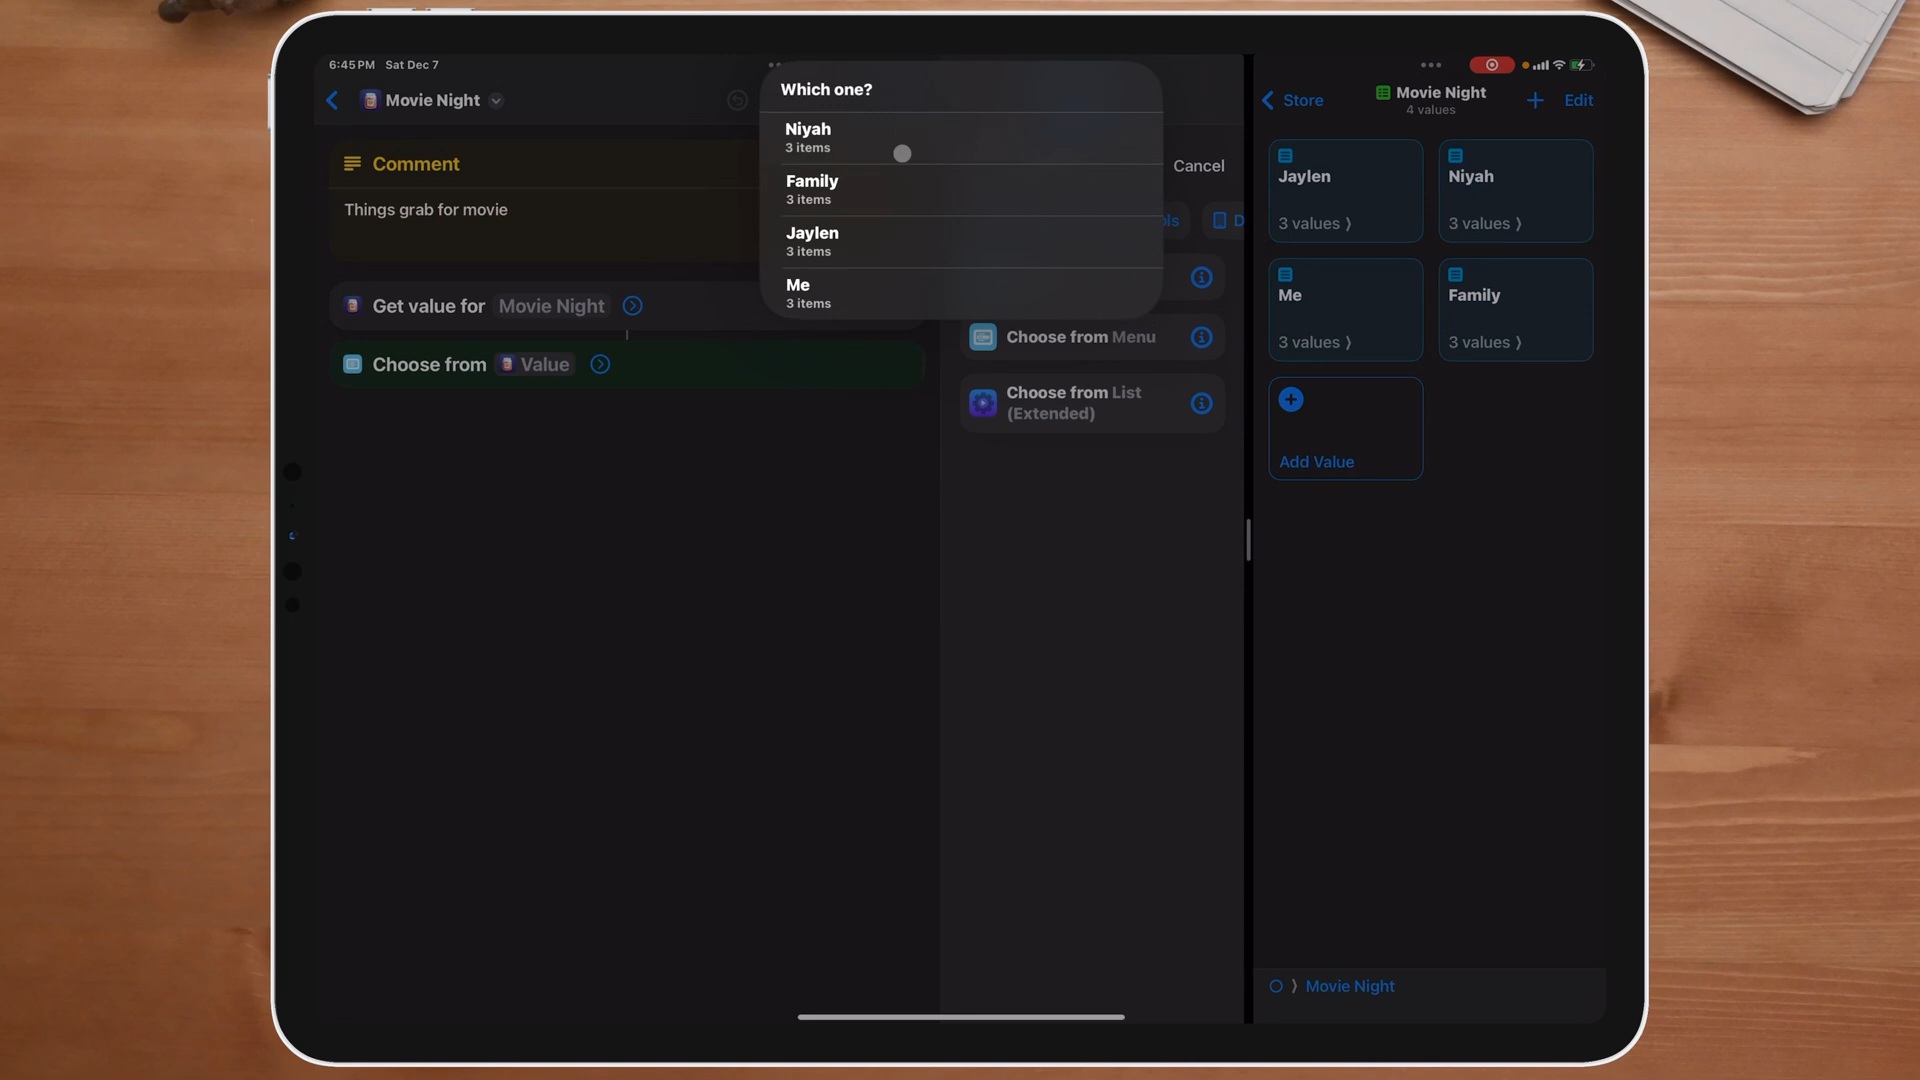 6:45 PM Sat Dec 7
Movie Night
Comment
Things grab for movie
Get value for Movie Night
Choose from Value
Which one?
Niyah
3 items
Family
3 items
Jaylen
3 items
Me
3 items
Cancel
Choose from Menu
Choose from List
(Extended)
Store
Movie Night
4 values
Edit
Jaylen
3 values
Niyah
3 values
Me
3 values
Family
3 values
Add Value
Movie Night